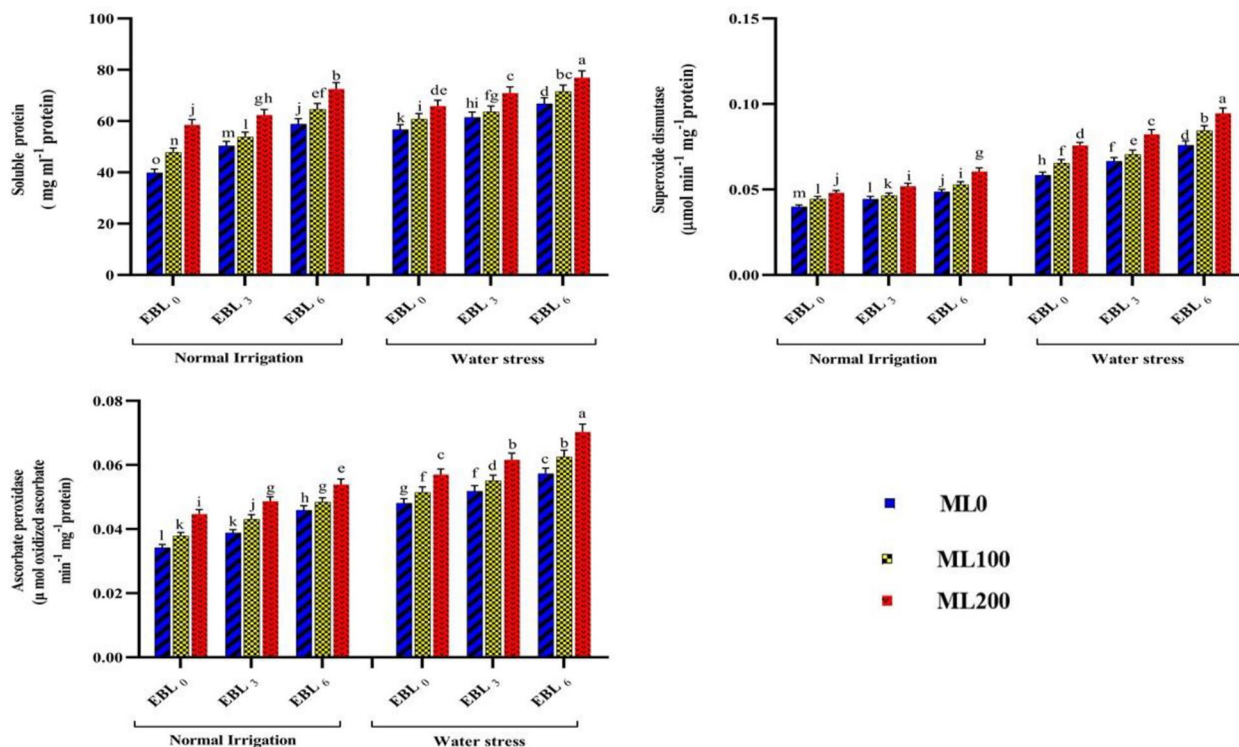 Soluble protein
( mg ml-1 protein)
100
80
60
40
20
0
o
n
j
m
l
gh
j
ef
b
k
i
de
hi
fg
c
d
bc
a
EBL 0
EBL 3
EBL 6
EBL 0
EBL 3
EBL 6
Normal Irrigation
Water stress
Superoxide dismutase
(μmol min-1 mg-1protein)
0.15
0.10
0.05
0.00
m
l
j
l
k
i
j
i
g
h
f
d
f
e
c
d
b
a
EBL 0
EBL 3
EBL 6
EBL 0
EBL 3
EBL 6
Normal Irrigation
Water stress
Ascorbate peroxidase
(μ mol oxidized ascorbate
min-1 mg-1protein)
0.08
0.06
0.04
0.02
0.00
l
k
i
k
j
g
h
g
e
g
f
c
f
d
b
c
b
a
EBL 0
EBL 3
EBL 6
EBL 0
EBL 3
EBL 6
Normal Irrigation
Water stress
ML0
ML100
ML200